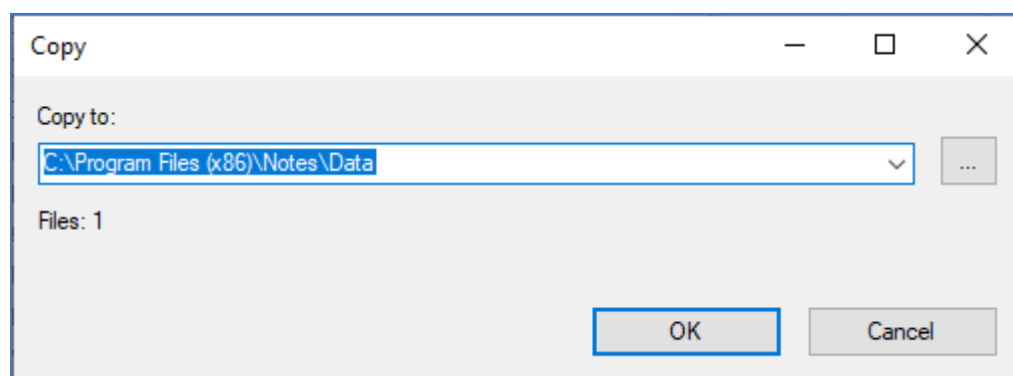 Copy
Copy to:
C:\Program Files (x86)\Notes\Data
...
Files: 1
OK
Cancel